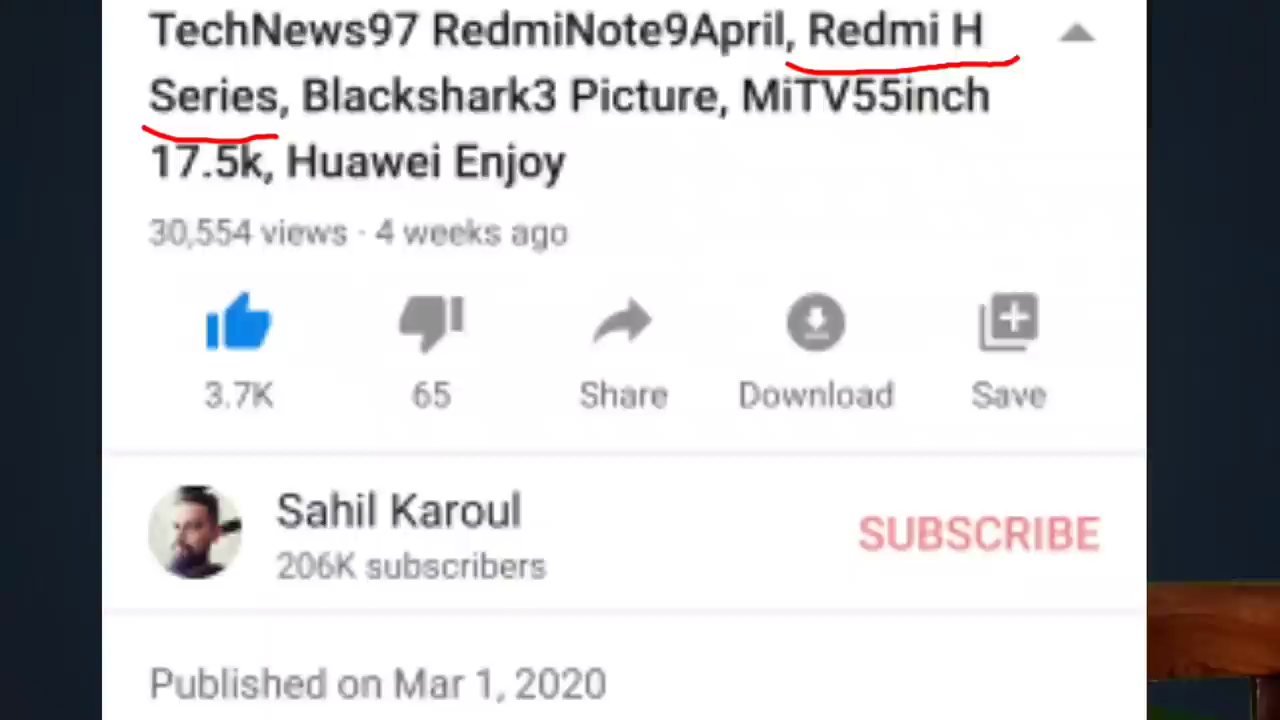 TechNews97 RedmiNote9April, Redmi H
Series, Blackshark3 Picture, MiTV55inch
17.5k, Huawei Enjoy
30,554 views · 4 weeks ago
3.7K
65
Share
Download
Save
Sahil Karoul
206K subscribers
SUBSCRIBE
Published on Mar 1, 2020